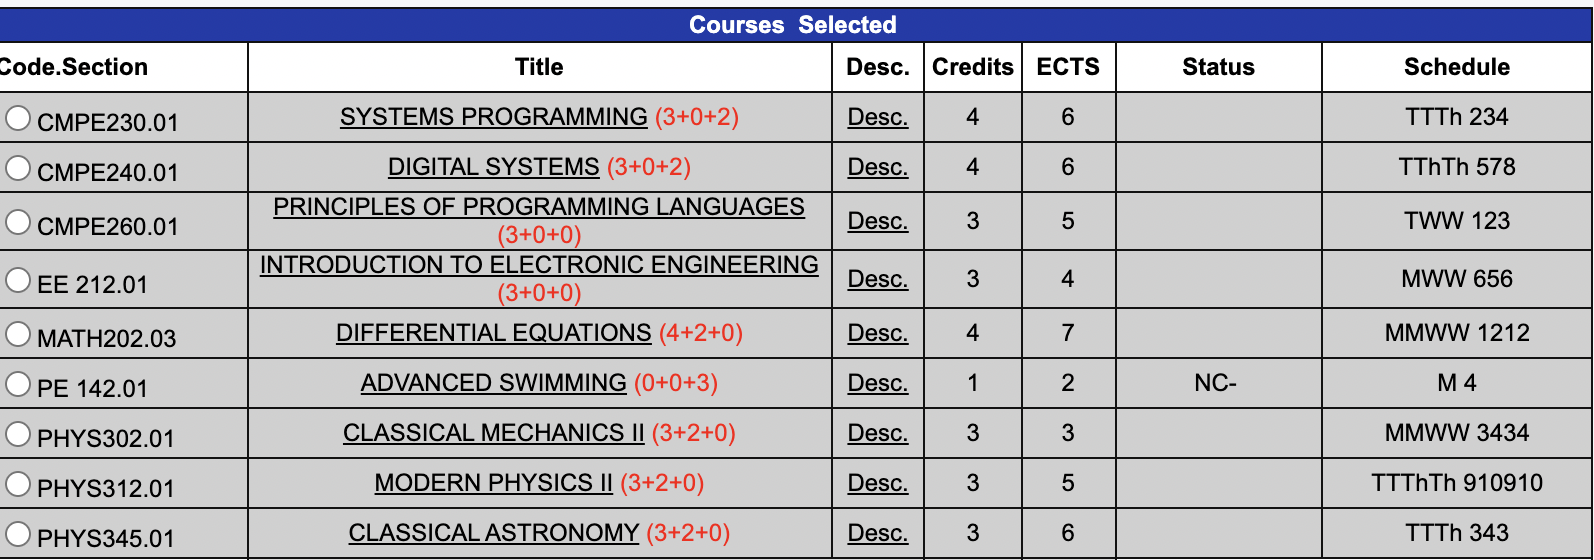 Courses Selected
Code.Section Title Desc. Credits ECTS Status Schedule
CMPE230.01 SYSTEMS PROGRAMMING (3+0+2) Desc. 4 6 TTTh 234
CMPE240.01 DIGITAL SYSTEMS (3+0+2) Desc. 4 6 TThTh 578
CMPE260.01 PRINCIPLES OF PROGRAMMING LANGUAGES (3+0+0) Desc. 3 5 TWW 123
EE 212.01 INTRODUCTION TO ELECTRONIC ENGINEERING (3+0+0) Desc. 3 4 MWW 656
MATH202.03 DIFFERENTIAL EQUATIONS (4+2+0) Desc. 4 7 MMWW 1212
PE 142.01 ADVANCED SWIMMING (0+0+3) Desc. 1 2 NC- M 4
PHYS302.01 CLASSICAL MECHANICS II (3+2+0) Desc. 3 3 MMWW 3434
PHYS312.01 MODERN PHYSICS II (3+2+0) Desc. 3 5 TTThTh 910910
PHYS345.01 CLASSICAL ASTRONOMY (3+2+0) Desc. 3 6 TTTh 343